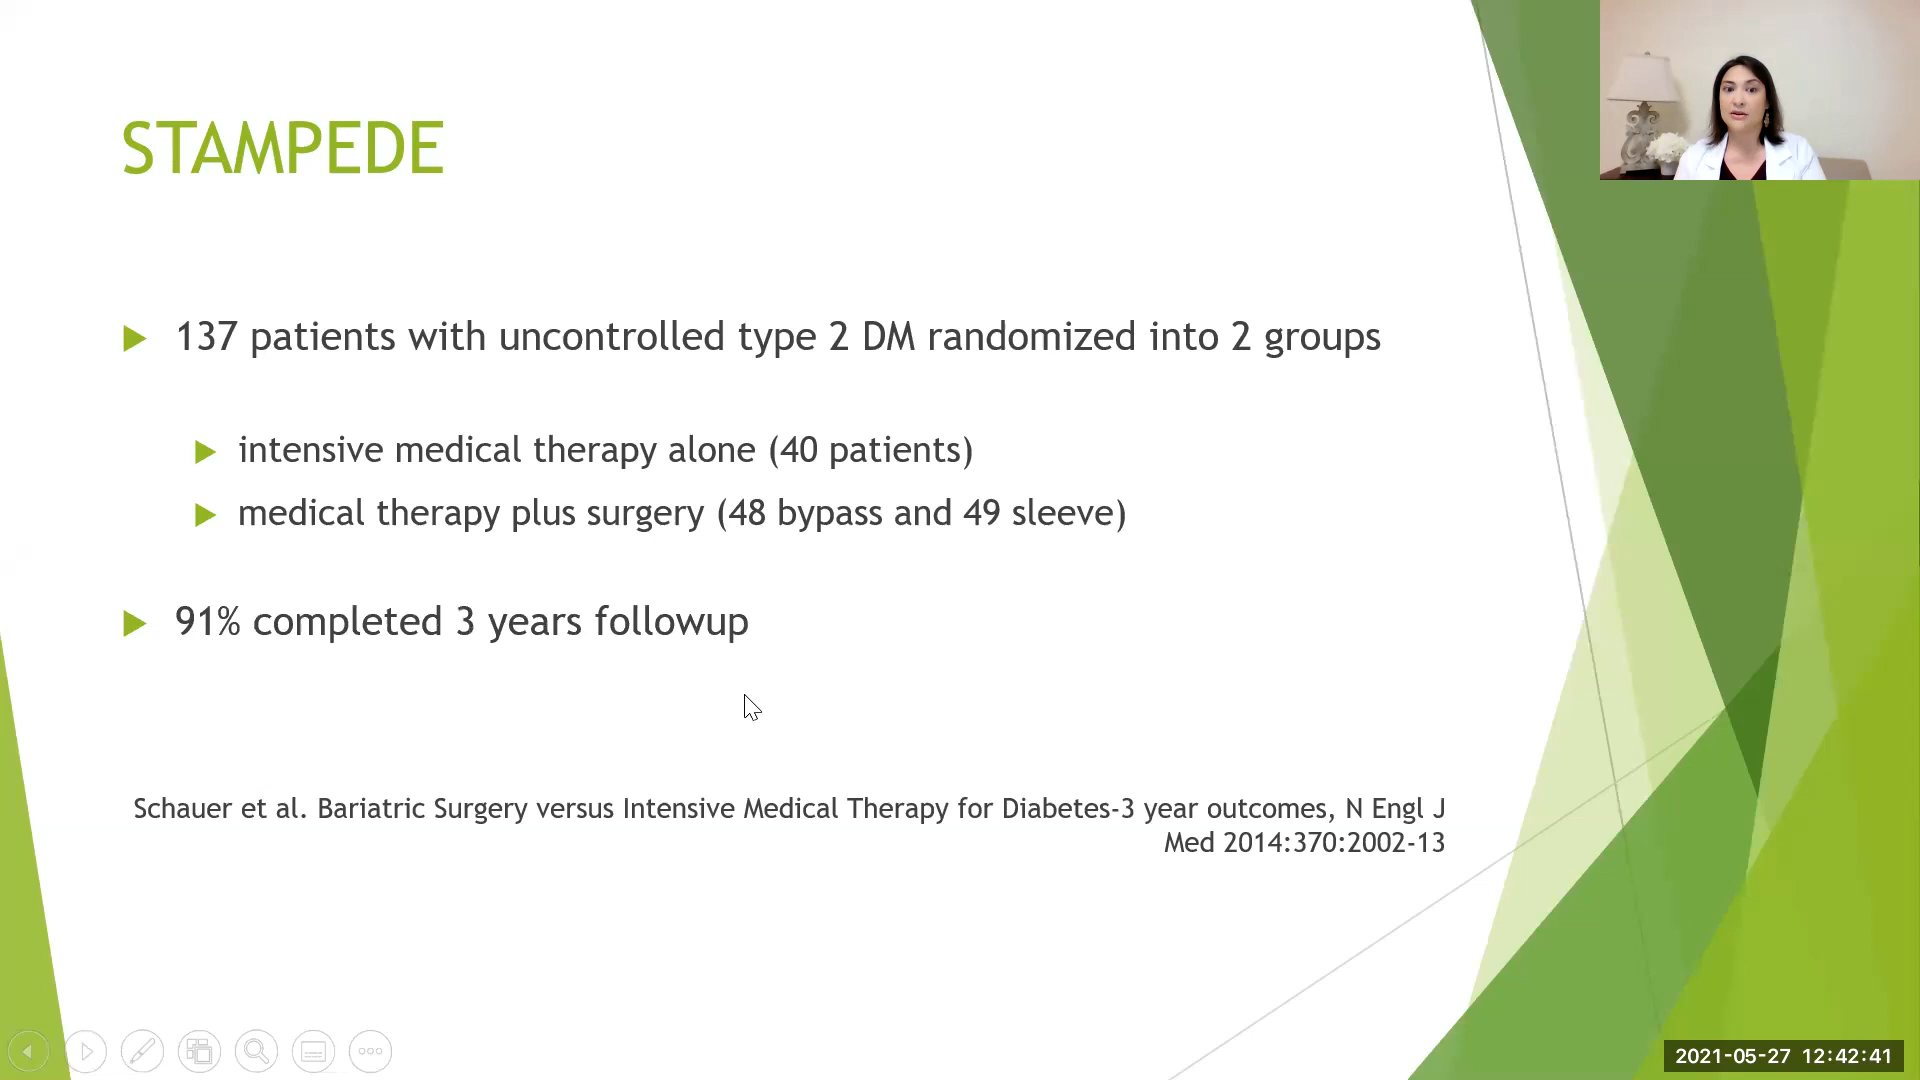 STAMPEDE
137 patients with uncontrolled type 2 DM randomized into 2 groups
intensive medical therapy alone (40 patients)
medical therapy plus surgery (48 bypass and 49 sleeve)
91% completed 3 years followup
Schauer et al. Bariatric Surgery versus Intensive Medical Therapy for Diabetes-3 year outcomes, N Engl J
Med 2014:370:2002-13
2021-05-27 12:42:41